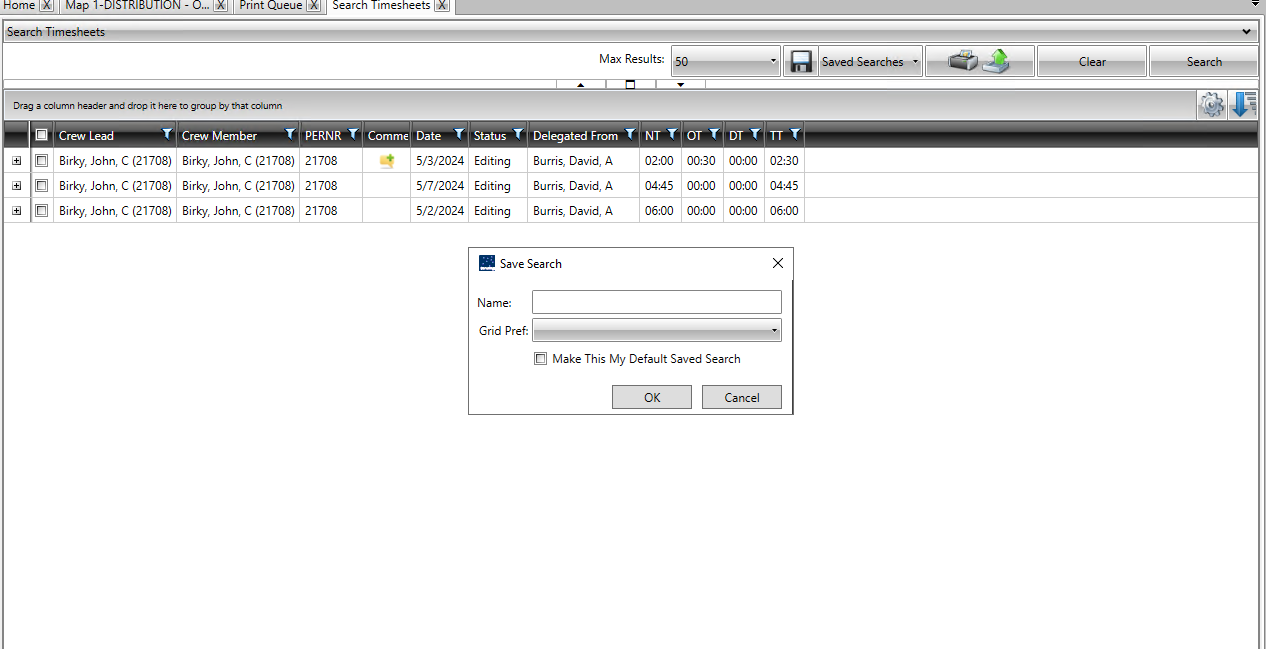 Home X Map 1-DISTRIBUTION - O... X Print Queue X Search Timesheets X
Search Timesheets
Max Results: 50 Saved Searches Clear Search
Drag a column header and drop it here to group by that column
Crew Lead Crew Member PERNR Comme Date Status Delegated From NT OT DT TT
Birky, John, C (21708) Birky, John, C (21708) 21708 5/3/2024 Editing Burris, David, A 02:00 00:30 00:00 02:30
Birky, John, C (21708) Birky, John, C (21708) 21708 5/7/2024 Editing Burris, David, A 04:45 00:00 00:00 04:45
Birky, John, C (21708) Birky, John, C (21708) 21708 5/2/2024 Editing Burris, David, A 06:00 00:00 00:00 06:00
Save Search
Name:
Grid Pref:
Make This My Default Saved Search
OK Cancel